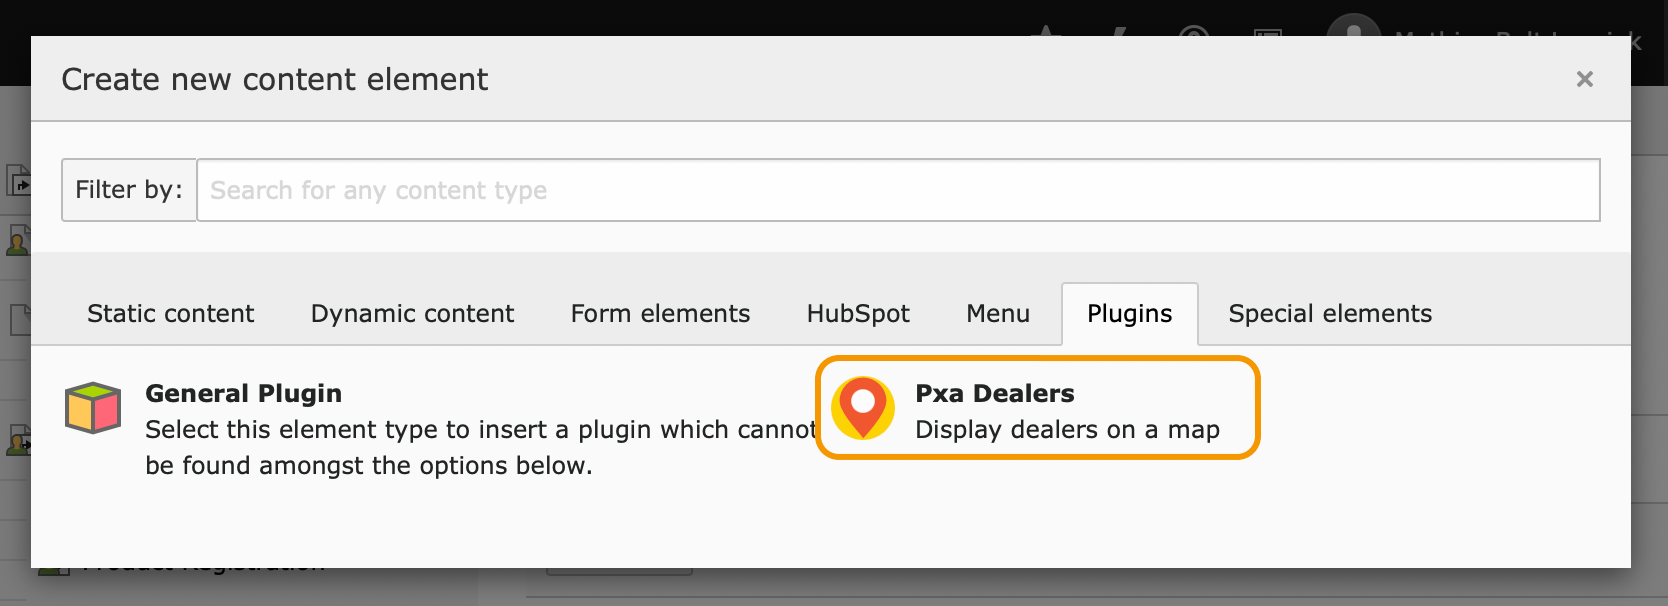 Create new content element
×
Filter by:
Search for any content type
Static content
Dynamic content
Form elements
HubSpot
Menu
Plugins
Special elements
General Plugin
Select this element type to insert a plugin which cannot
be found amongst the options below.
Pxa Dealers
Display dealers on a map
Product Registration